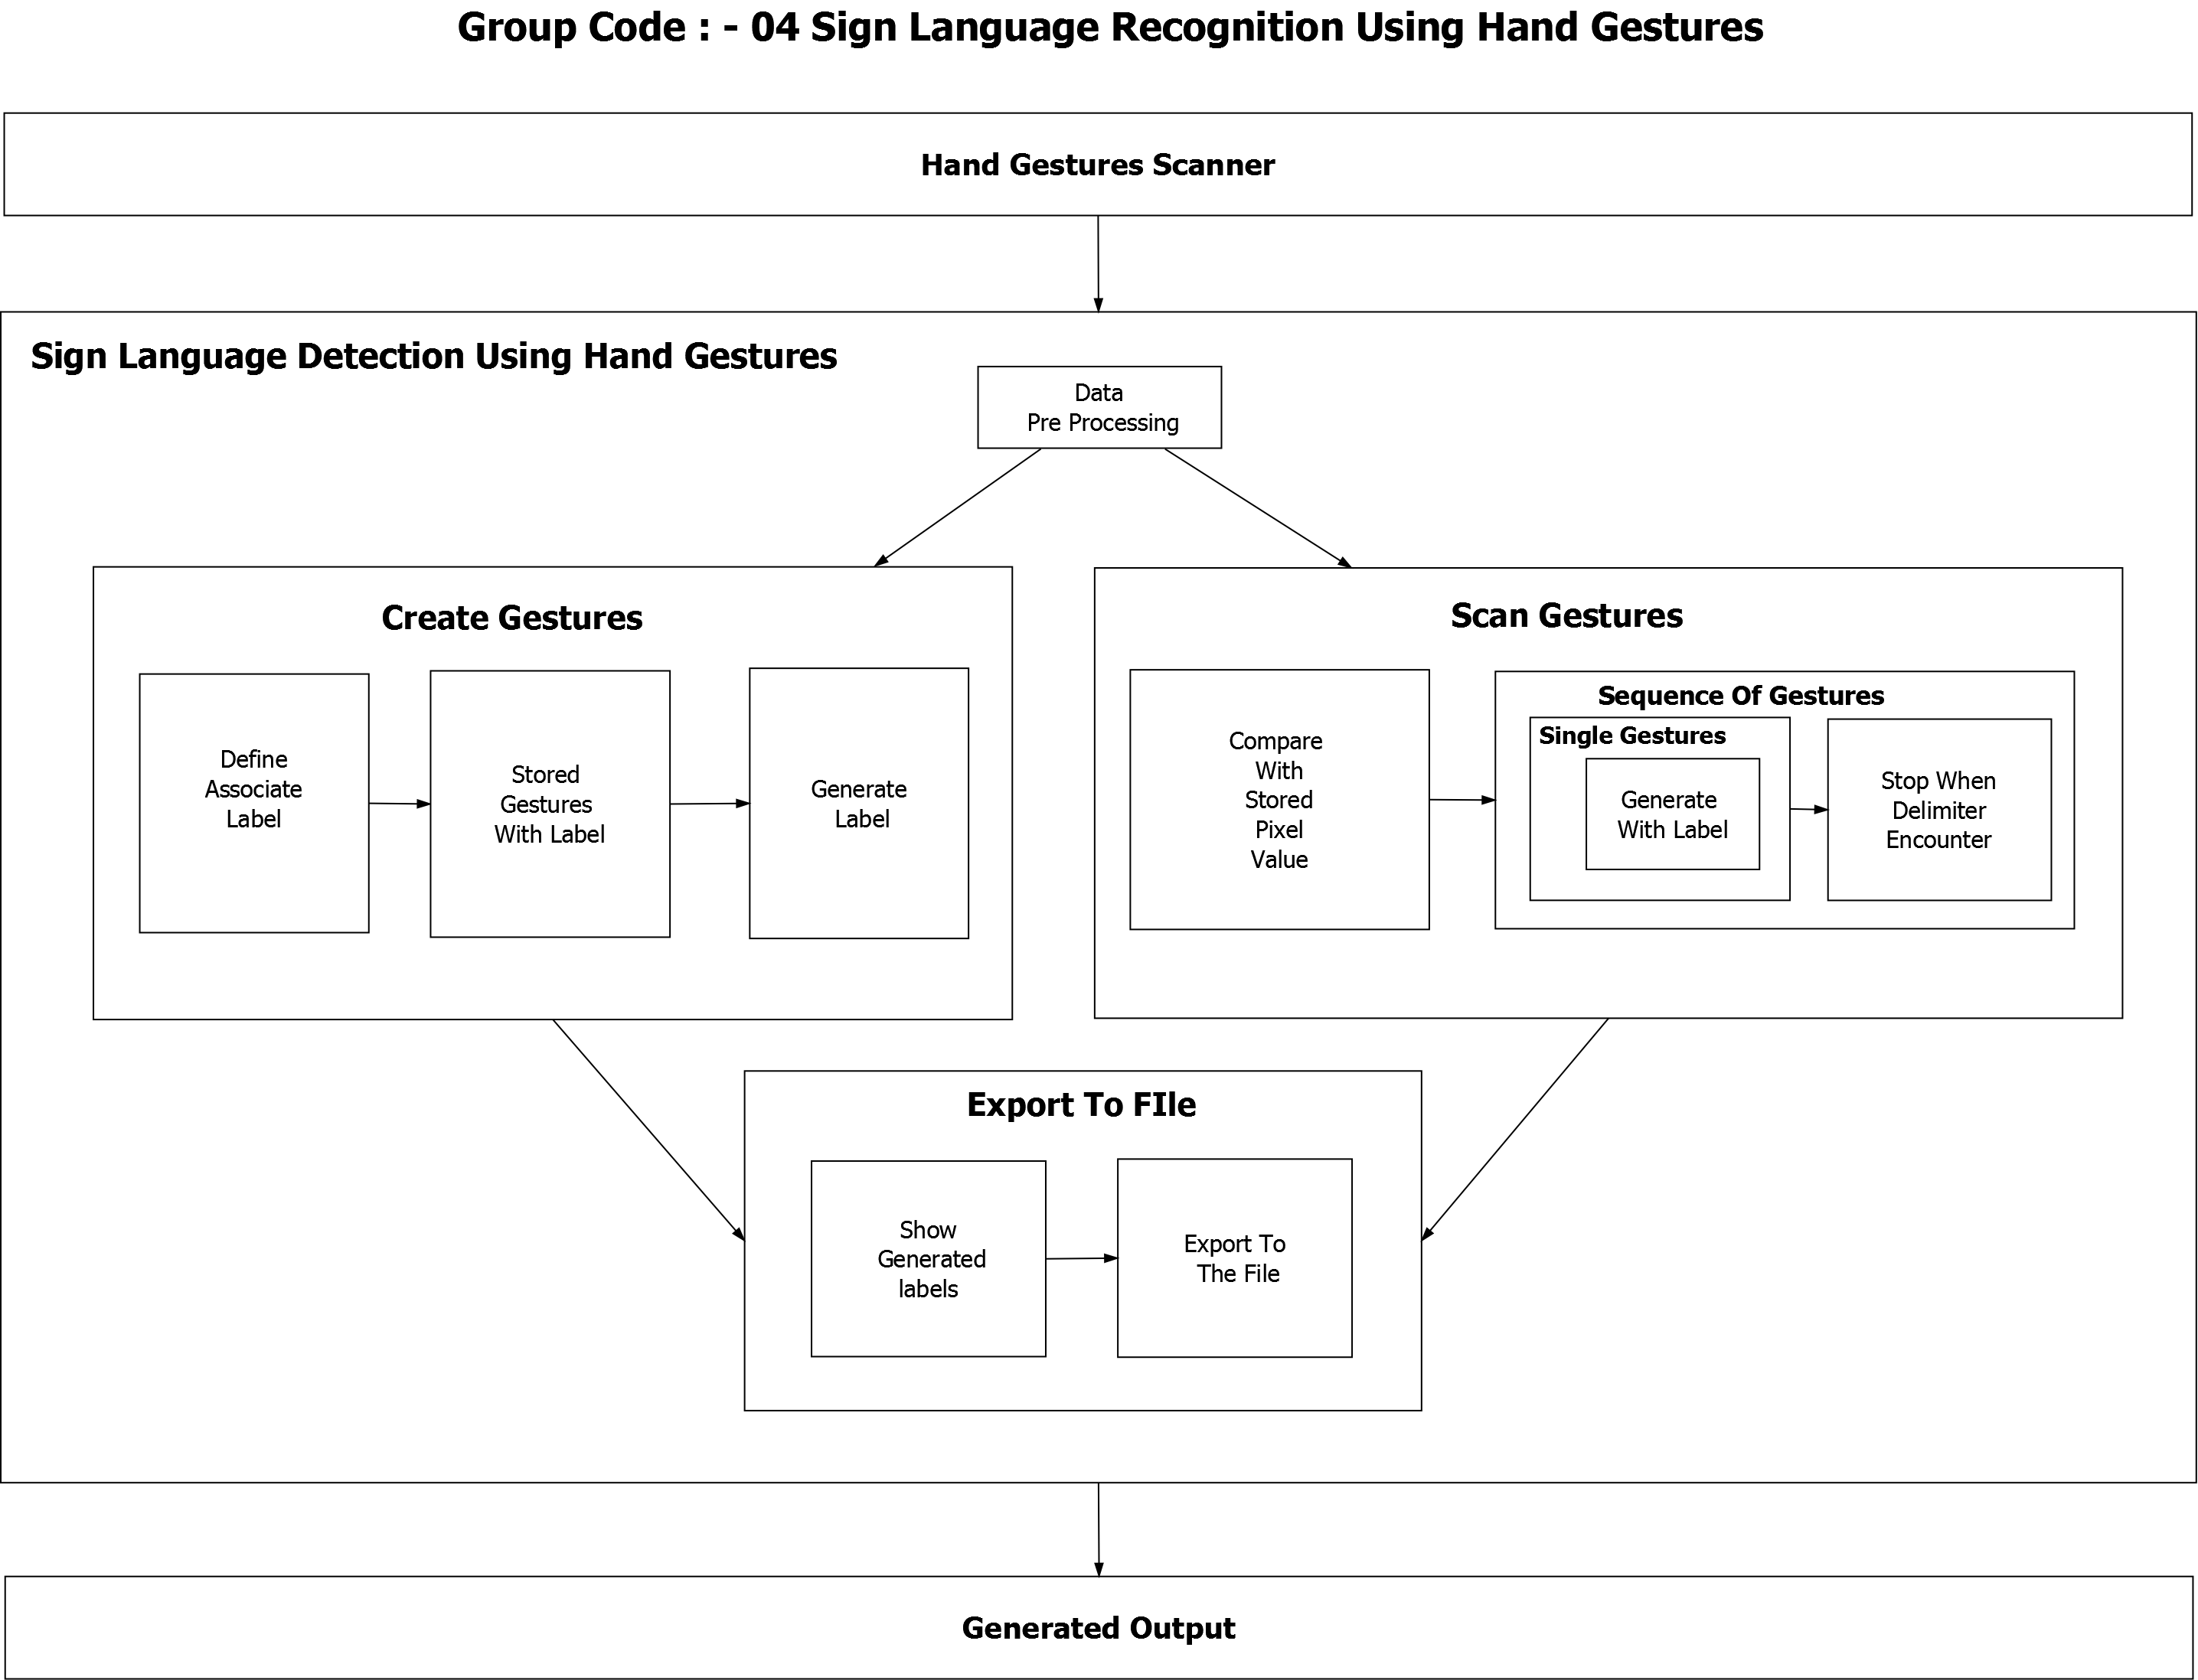 Group Code : - 04 Sign Language Recognition Using Hand Gestures
Hand Gestures Scanner
Sign Language Detection Using Hand Gestures
Data
Pre Processing
Create Gestures
Define
Associate
Label
Stored
Gestures
With Label
Generate
Label
Scan Gestures
Compare
With
Stored
Pixel
Value
Sequence Of Gestures
Single Gestures
Generate
With Label
Stop When
Delimiter
Encounter
Export To FIle
Show
Generated
labels
Export To
The File
Generated Output